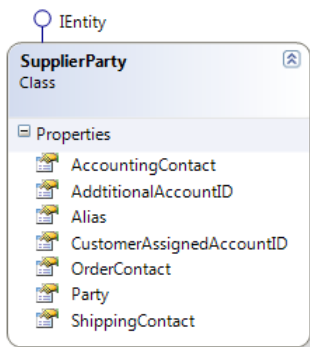 IEntity
SupplierParty
Class
Properties
AccountingContact
AddtitionalAccountID
Alias
CustomerAssignedAccountID
OrderContact
Party
ShippingContact